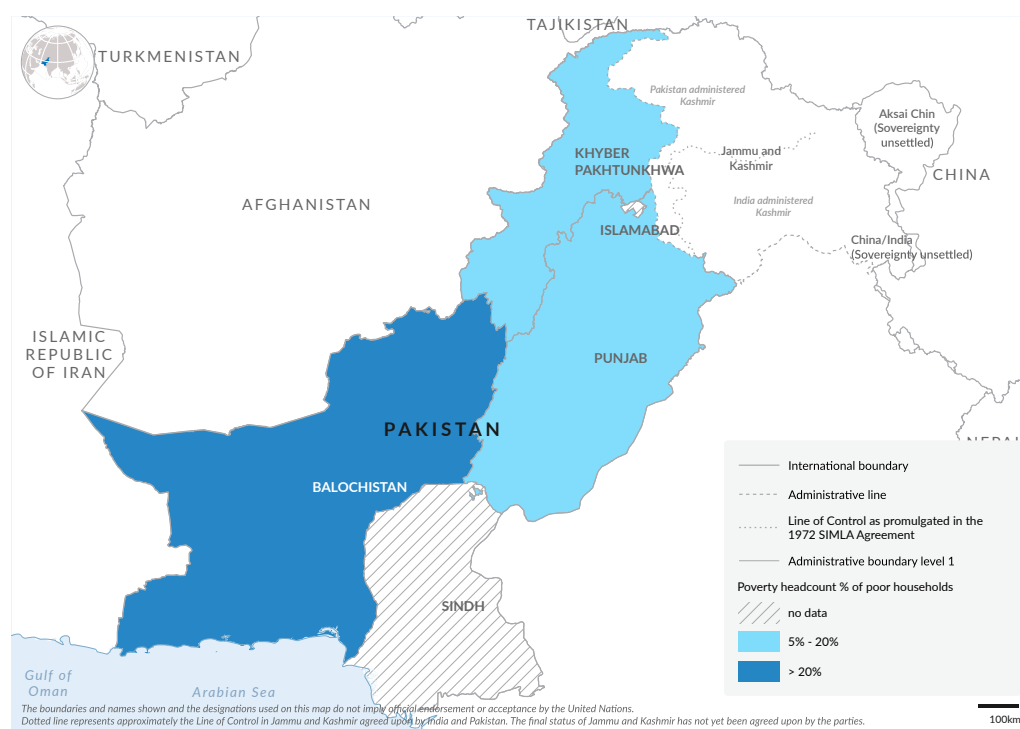 TAJIKISTAN
TURKMENISTAN
Pakistan administered
Kashmir
Aksai Chin
(Sovereignty
unsettled)
KHYBER
PAKHTUNKHWA
Jammu and
Kashmir
CHINA
AFGHANISTAN
India administered
Kashmir
ISLAMABAD
China/India
(Sovereignty unsettled)
ISLAMIC
REPUBLIC
OF IRAN
PUNJAB
PAKISTAN
BALOCHISTAN
SINDH
Gulf of
Oman
Arabian Sea
International boundary
Administrative line
Line of Control as promulgated in the
1972 SIMLA Agreement
Administrative boundary level 1
Poverty headcount % of poor households
no data
5% - 20%
> 20%
The boundaries and names shown and the designations used on this map do not imply official endorsement or acceptance by the United Nations.
Dotted line represents approximately the Line of Control in Jammu and Kashmir agreed upon by India and Pakistan. The final status of Jammu and Kashmir has not yet been agreed upon by the parties.
100km